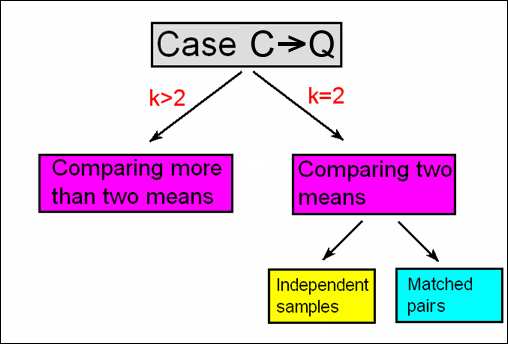 Case C→Q
k>2
k=2
Comparing more
than two means
Comparing two
means
Independent
samples
Matched
pairs